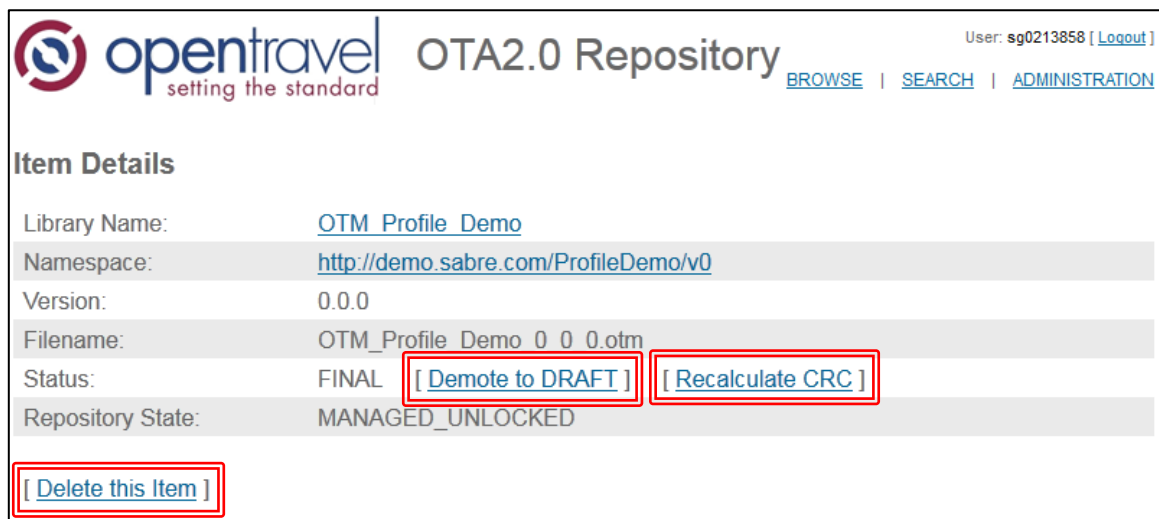 opentravel
setting the standard
OTA2.0 Repository
User: sg0213858 [ Logout ]
BROWSE | SEARCH | ADMINISTRATION
Item Details
Library Name: OTM_Profile_Demo
Namespace: http://demo.sabre.com/ProfileDemo/v0
Version: 0.0.0
Filename: OTM_Profile_Demo_0_0_0.otm
Status: FINAL [ Demote to DRAFT ] [ Recalculate CRC ]
Repository State: MANAGED_UNLOCKED
[ Delete this Item ]